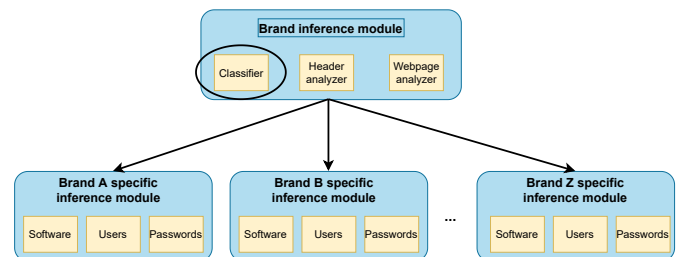 Brand inference module
Classifier
Header
analyzer
Webpage
analyzer
Brand A specific
inference module
Software
Users
Passwords
Brand B specific
inference module
Software
Users
Passwords
...
Brand Z specific
inference module
Software
Users
Passwords